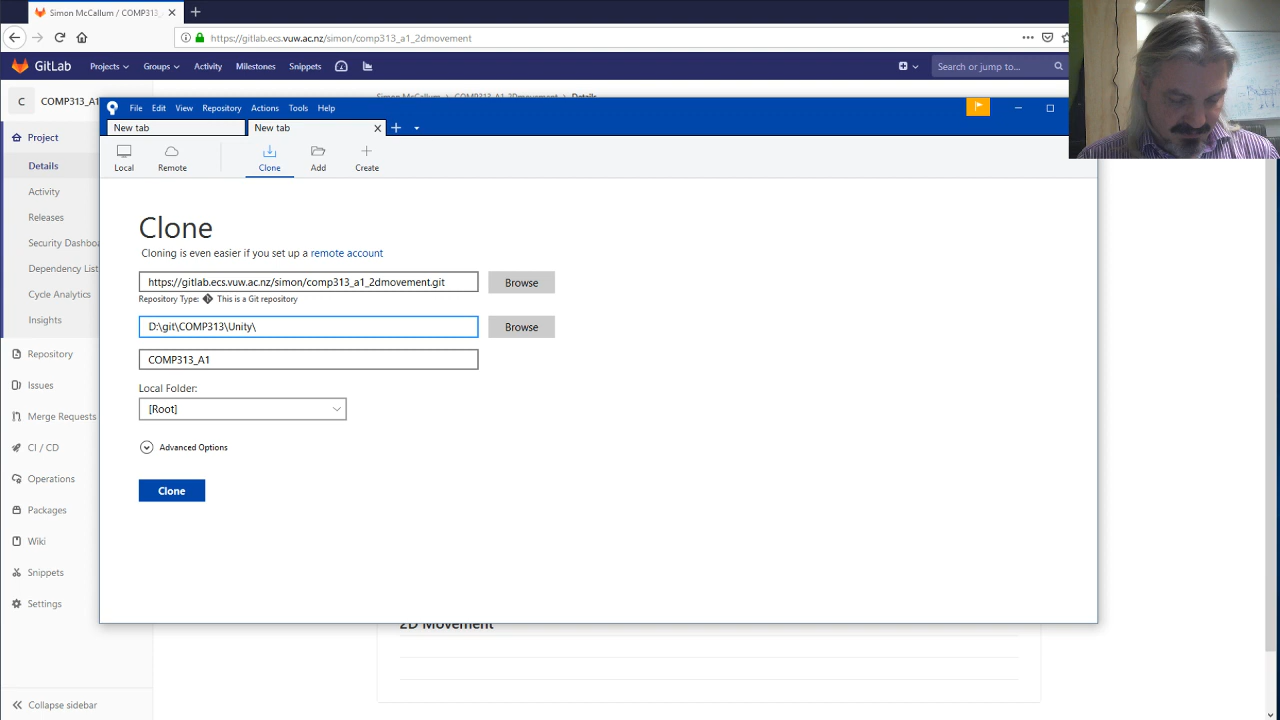 Simon McCallum / COMP313_
https://gitlab.ecs.vuw.ac.nz/simon/comp313_a1_2dmovement
GitLab
Projects
Groups
Activity
Milestones
Snippets
Search or jump to...
C
COMP313_A1
Simon McCallum > COMP313_A1_2DMovement > Details
File
Edit
View
Repository
Actions
Tools
Help
New tab
New tab
Local
Remote
Clone
Add
Create
Project
Details
Activity
Releases
Security Dashboa
Dependency List
Cycle Analytics
Insights
Repository
Issues
Merge Requests
CI / CD
Operations
Packages
Wiki
Snippets
Settings
Collapse sidebar
Clone
Cloning is even easier if you set up a remote account
https://gitlab.ecs.vuw.ac.nz/simon/comp313_a1_2dmovement.git
Browse
Repository Type: This is a Git repository
D:\git\COMP313\Unity\
Browse
COMP313_A1
Local Folder:
[Root]
Advanced Options
Clone
2D Movement